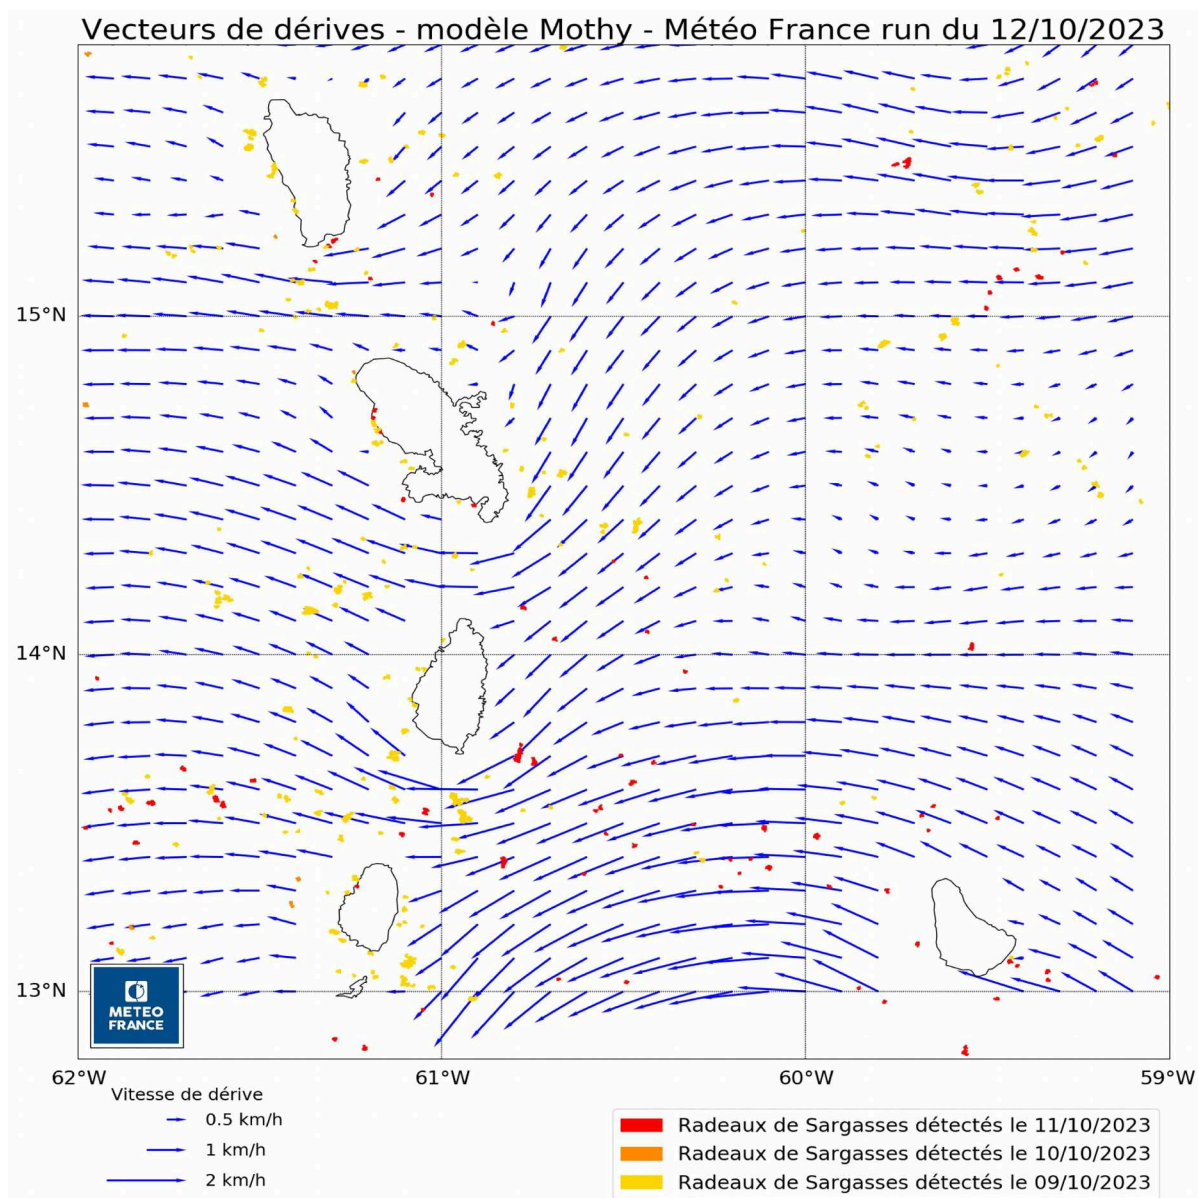 Vecteurs de dérives - modèle Mothy - Météo France run du 12/10/2023
15°N
14°N
13°N
METEO
FRANCE
62°W
61°W
60°W
59°W
Vitesse de dérive
0.5 km/h
1 km/h
2 km/h
Radeaux de Sargasses détectés le 11/10/2023
Radeaux de Sargasses détectés le 10/10/2023
Radeaux de Sargasses détectés le 09/10/2023